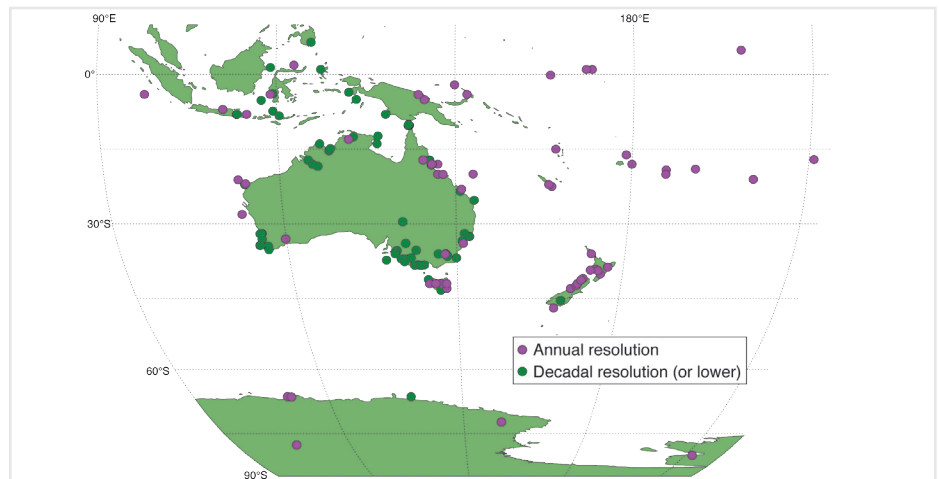 90°E
180°E
0°
30°S
60°S
90°S
Annual resolution
Decadal resolution (or lower)